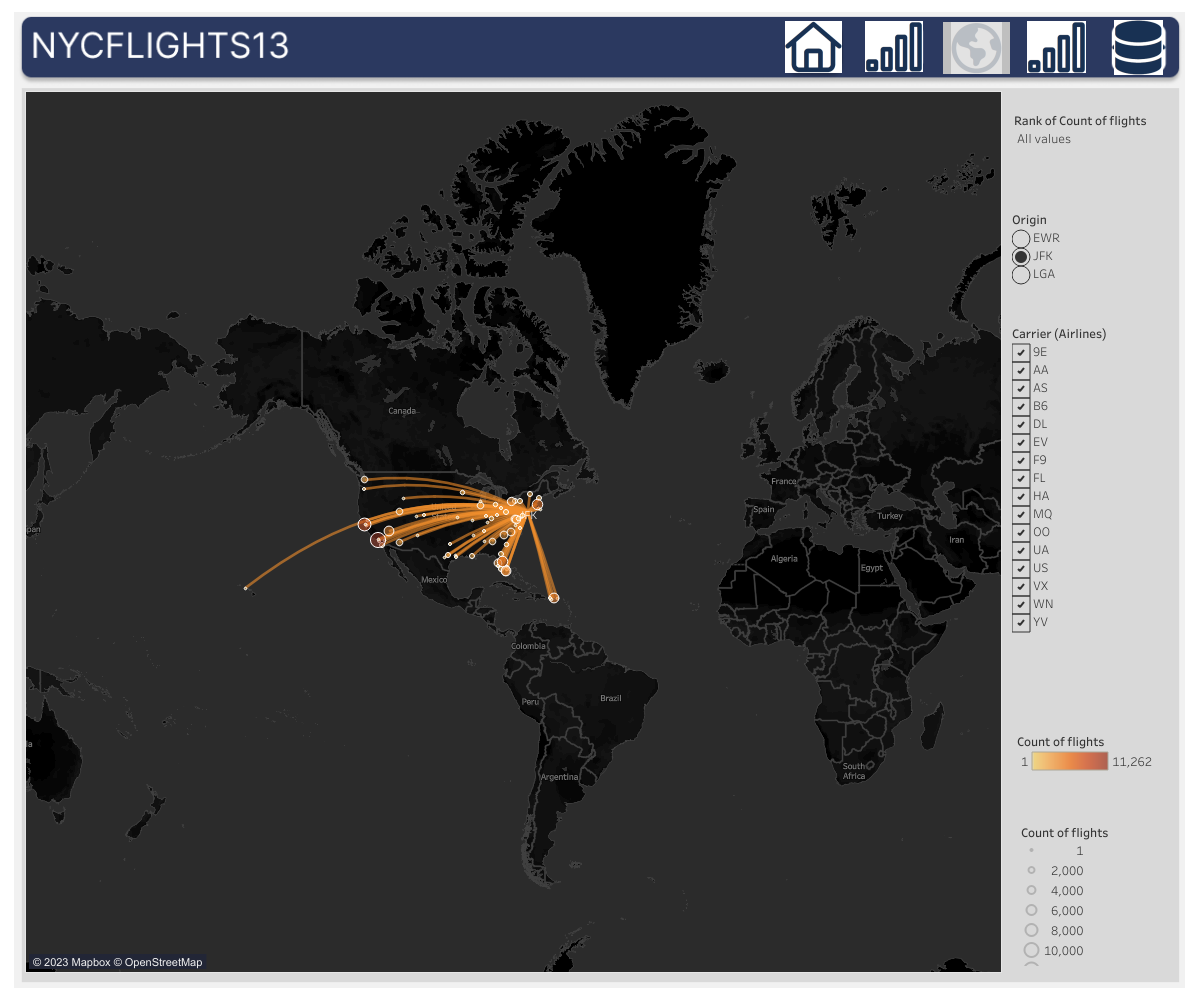 NYCFLIGHTS13
Rank of Count of flights
All values
Origin
EWR
JFK
LGA
Carrier (Airlines)
9E
AA
AS
B6
DL
EV
F9
FL
HA
MQ
OO
UA
US
VX
WN
YV
Count of flights
1 11,262
Count of flights
1
2,000
4,000
6,000
8,000
10,000
Canada
France
Spain
Turkey
pan
Iran
Algeria
Egypt
Mexico
Colombia
Peru
Brazil
la
South
Africa
Argentina
© 2023 Mapbox © OpenStreetMap